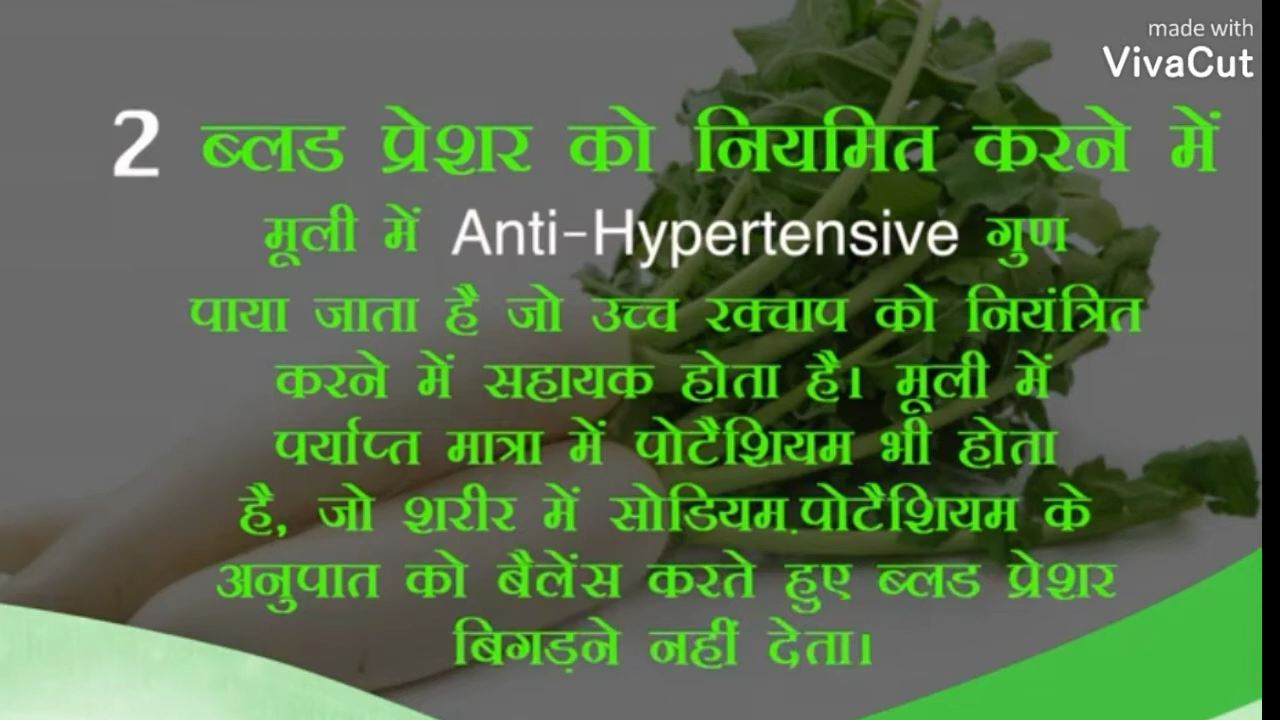 made with
VivaCut
2 ब्लड प्रेशर को नियमित करने में
मूली में Anti-Hypertensive गुण
पाया जाता है जो उच्च रक्चाप को नियंत्रित
करने में सहायक होता है। मूली में
पर्याप्त मात्रा में पोटैशियम भी होता
है, जो शरीर में सोडियम.पोटैशियम के
अनुपात को बैलेंस करते हुए ब्लड प्रेशर
बिगड़ने नहीं देता।